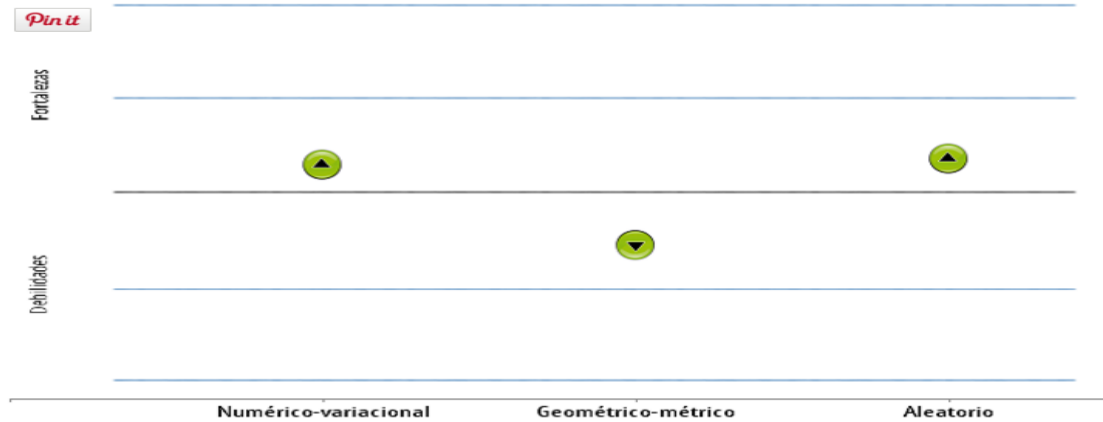 Pin it
Fortalezas
Debilidades
Numérico-variacional
Geométrico-métrico
Aleatorio